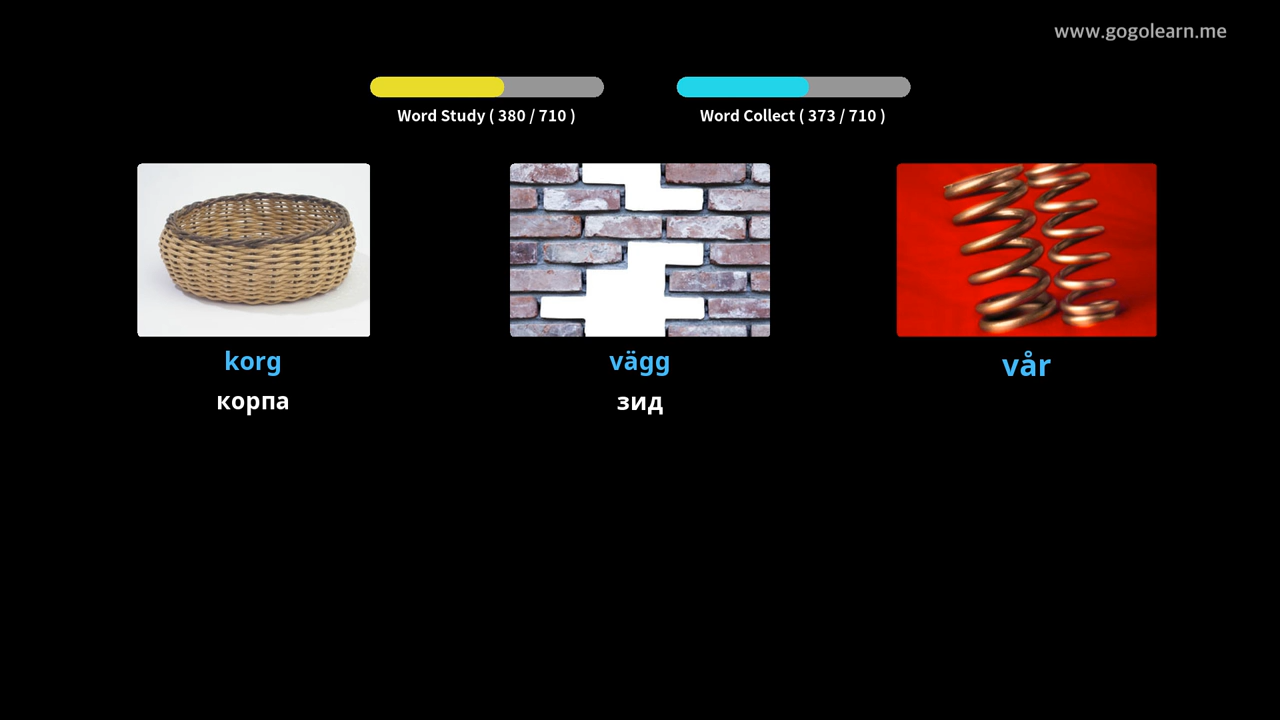 www.gogolearn.me
Word Study ( 380 / 710 )
Word Collect ( 373 / 710 )
korg
vägg
vår
корпа
зид